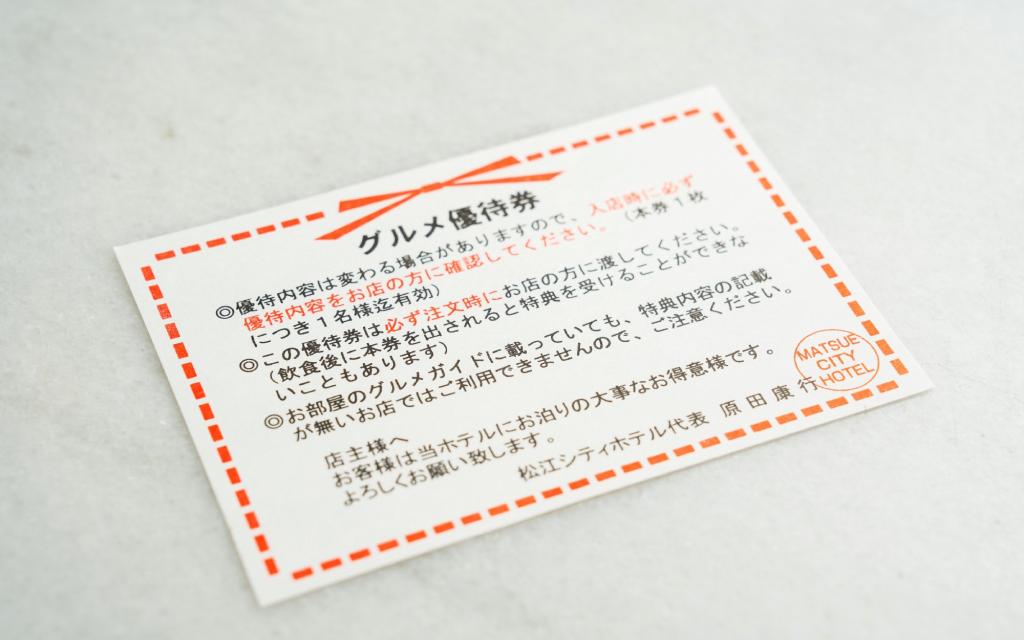 グルメ優待券
◎優待内容は変わる場合がありますので、入店時に必ず
優待内容をお店の方に確認してください。（本券１枚
につき１名様迄有効）
◎この優待券は必ず注文時にお店の方に渡してください。
（飲食後に本券を出されると特典を受けることができな
いこともあります）
◎お部屋のグルメガイドに載っていても、特典内容の記載
が無いお店ではご利用できませんので、ご注意ください。
店主様へ
お客様は当ホテルにお泊りの大事なお得意様です。
よろしくお願い致します。
松江シティホテル代表 原田康行
MATSUE
CITY
HOTEL